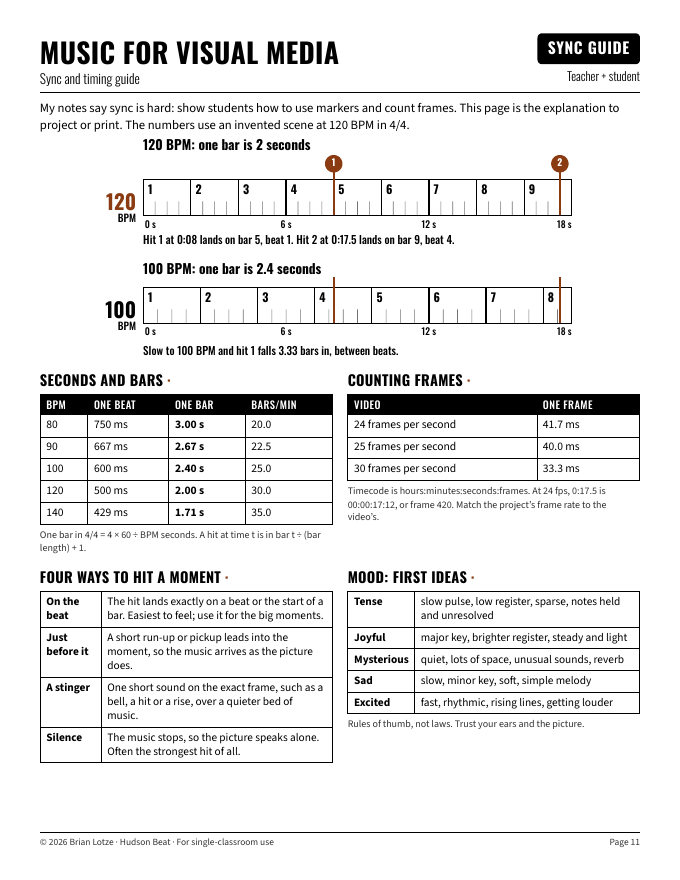 MUSIC FOR VISUAL MEDIA
SYNC GUIDE
Sync and timing guide
Teacher + student
My notes say sync is hard: show students how to use markers and count frames. This page is the explanation to
project or print. The numbers use an invented scene at 120 BPM in 4/4.
120 BPM: one bar is 2 seconds
1 2
1 2 3 4 5 6 7 8 9
120
BPM
0 s 6 s 12 s 18 s
Hit 1 at 0:08 lands on bar 5, beat 1. Hit 2 at 0:17.5 lands on bar 9, beat 4.
100 BPM: one bar is 2.4 seconds
1 2 3 4 5 6 7 8
100
BPM
0 s 6 s 12 s 18 s
Slow to 100 BPM and hit 1 falls 3.33 bars in, between beats.
SECONDS AND BARS ·
BPM ONE BEAT ONE BAR BARS/MIN
80 750 ms 3.00 s 20.0
90 667 ms 2.67 s 22.5
100 600 ms 2.40 s 25.0
120 500 ms 2.00 s 30.0
140 429 ms 1.71 s 35.0
One bar in 4/4 = 4 × 60 ÷ BPM seconds. A hit at time t is in bar t ÷ (bar
length) + 1.
COUNTING FRAMES ·
VIDEO ONE FRAME
24 frames per second 41.7 ms
25 frames per second 40.0 ms
30 frames per second 33.3 ms
Timecode is hours:minutes:seconds:frames. At 24 fps, 0:17.5 is
00:00:17:12, or frame 420. Match the project's frame rate to the
video's.
FOUR WAYS TO HIT A MOMENT ·
On the
beat
The hit lands exactly on a beat or the start of a
bar. Easiest to feel; use it for the big moments.
Just
before it
A short run-up or pickup leads into the
moment, so the music arrives as the picture
does.
A stinger
One short sound on the exact frame, such as a
bell, a hit or a rise, over a quieter bed of
music.
Silence
The music stops, so the picture speaks alone.
Often the strongest hit of all.
MOOD: FIRST IDEAS ·
Tense
slow pulse, low register, sparse, notes held
and unresolved
Joyful major key, brighter register, steady and light
Mysterious quiet, lots of space, unusual sounds, reverb
Sad slow, minor key, soft, simple melody
Excited fast, rhythmic, rising lines, getting louder
Rules of thumb, not laws. Trust your ears and the picture.
© 2026 Brian Lotze · Hudson Beat · For single-classroom use
Page 11